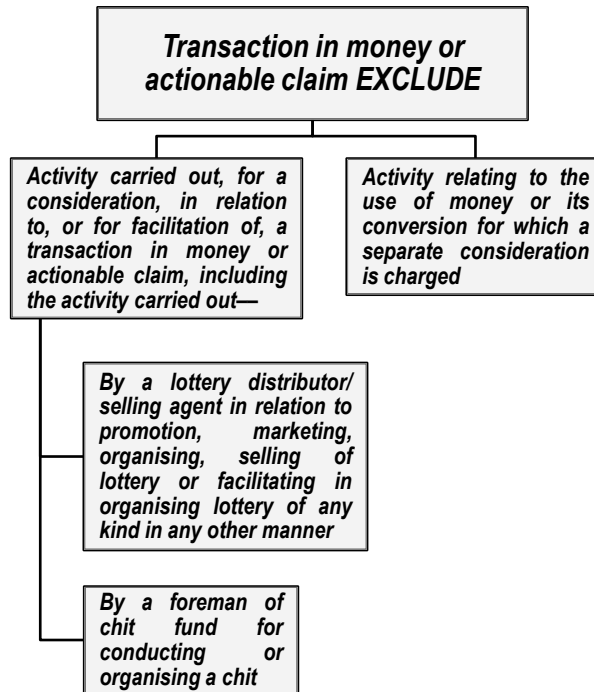 Transaction in money or
actionable claim EXCLUDE
Activity carried out, for a
consideration, in relation
to, or for facilitation of, a
transaction in money or
actionable claim, including
the activity carried out—
Activity relating to the
use of money or its
conversion for which a
separate consideration
is charged
By a lottery distributor/
selling agent in relation to
promotion, marketing,
organising, selling of
lottery or facilitating in
organising lottery of any
kind in any other manner
By a foreman of
chit fund for
conducting or
organising a chit